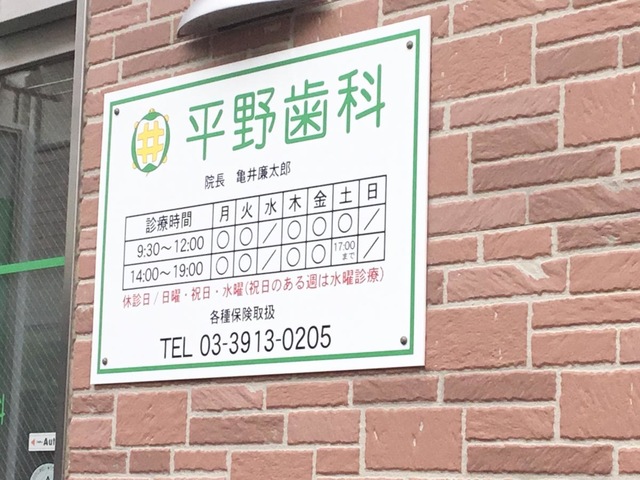 平野歯科
院長 亀井廉太郎
診療時間 月 火 水 木 金 土 日
9:30～12:00 ○ ○ ／ ○ ○ ○ ／
14:00～19:00 ○ ○ ／ ○ ○ 17:00まで ／
休診日/日曜・祝日・水曜(祝日のある週は水曜診療)
各種保険取扱
TEL 03-3913-0205
科
Aut